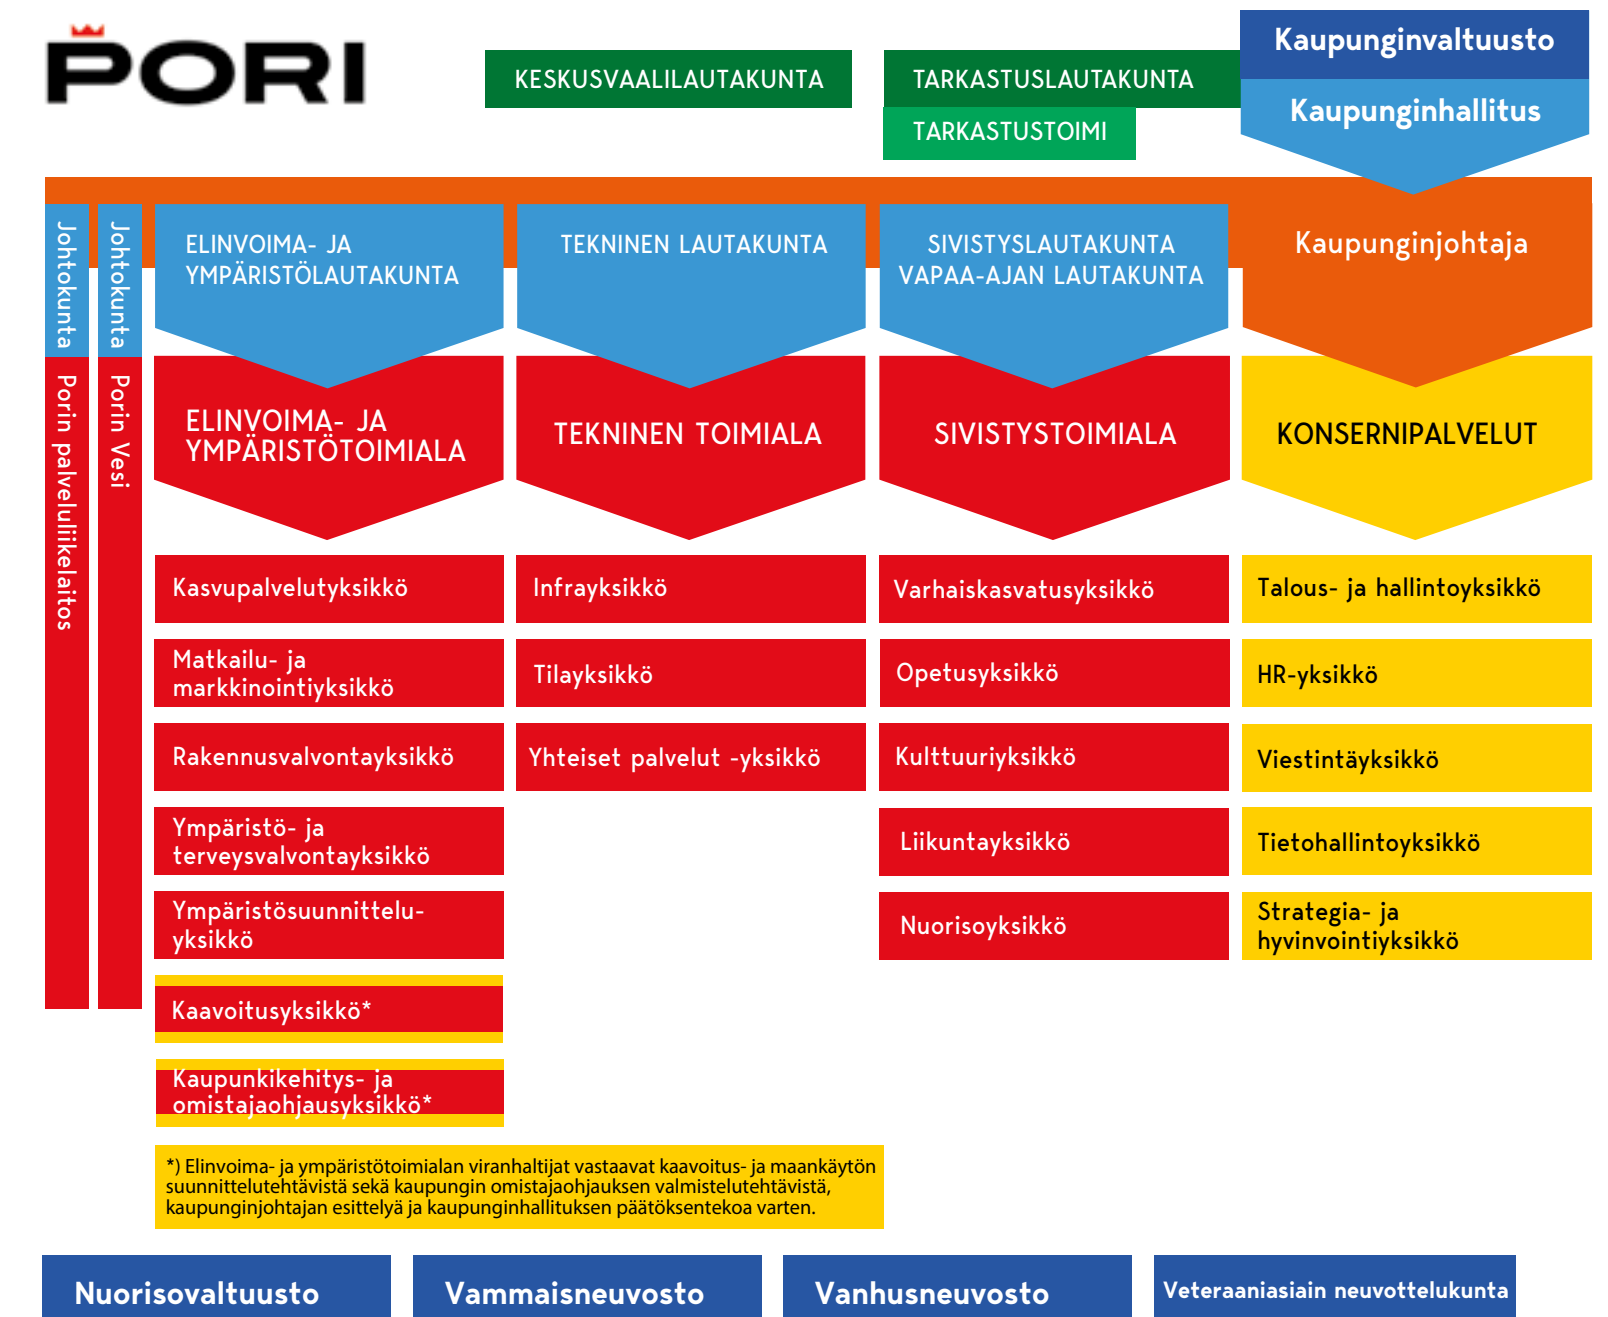 PORI
KESKUSVAALILAUTAKUNTA
TARKASTUSLAUTAKUNTA
TARKASTUSTOIMI
Kaupunginvaltuusto
Kaupunginhallitus
Kaupunginjohtaja
Johtokunta
Porin palveluliikelaitos
Johtokunta
Porin Vesi
ELINVOIMA- JA
YMPÄRISTÖLAUTAKUNTA
TEKNINEN LAUTAKUNTA
SIVISTYSLAUTAKUNTA
VAPAA-AJAN LAUTAKUNTA
ELINVOIMA- JA
YMPÄRISTÖTOIMIALA
TEKNINEN TOIMIALA
SIVISTYSTOIMIALA
KONSERNIPALVELUT
Kasvupalvelutyksikkö
Matkailu- ja
markkinointiyksikkö
Rakennusvalvontayksikkö
Ympäristö- ja
terveysvalvontayksikkö
Ympäristösuunnittelu-
yksikkö
Kaavoitusyksikkö*
Kaupunkikehitys- ja
omistajaohjausyksikkö*
Infrayksikkö
Tilayksikkö
Yhteiset palvelut -yksikkö
Varhaiskasvatusyksikkö
Opetusyksikkö
Kulttuuriyksikkö
Liikuntayksikkö
Nuorisoyksikkö
Talous- ja hallintoyksikkö
HR-yksikkö
Viestintäyksikkö
Tietohallintoyksikkö
Strategia- ja
hyvinvointiyksikkö
*) Elinvoima- ja ympäristötoimialan viranhaltijat vastaavat kaavoitus- ja maankäytön
suunnittelutehtävistä sekä kaupungin omistajaohjauksen valmistelutehtävistä,
kaupunginjohtajan esittelyä ja kaupunginhallituksen päätöksentekoa varten.
Nuorisovaltuusto
Vammaisneuvosto
Vanhusneuvosto
Veteraaniasiain neuvottelukunta